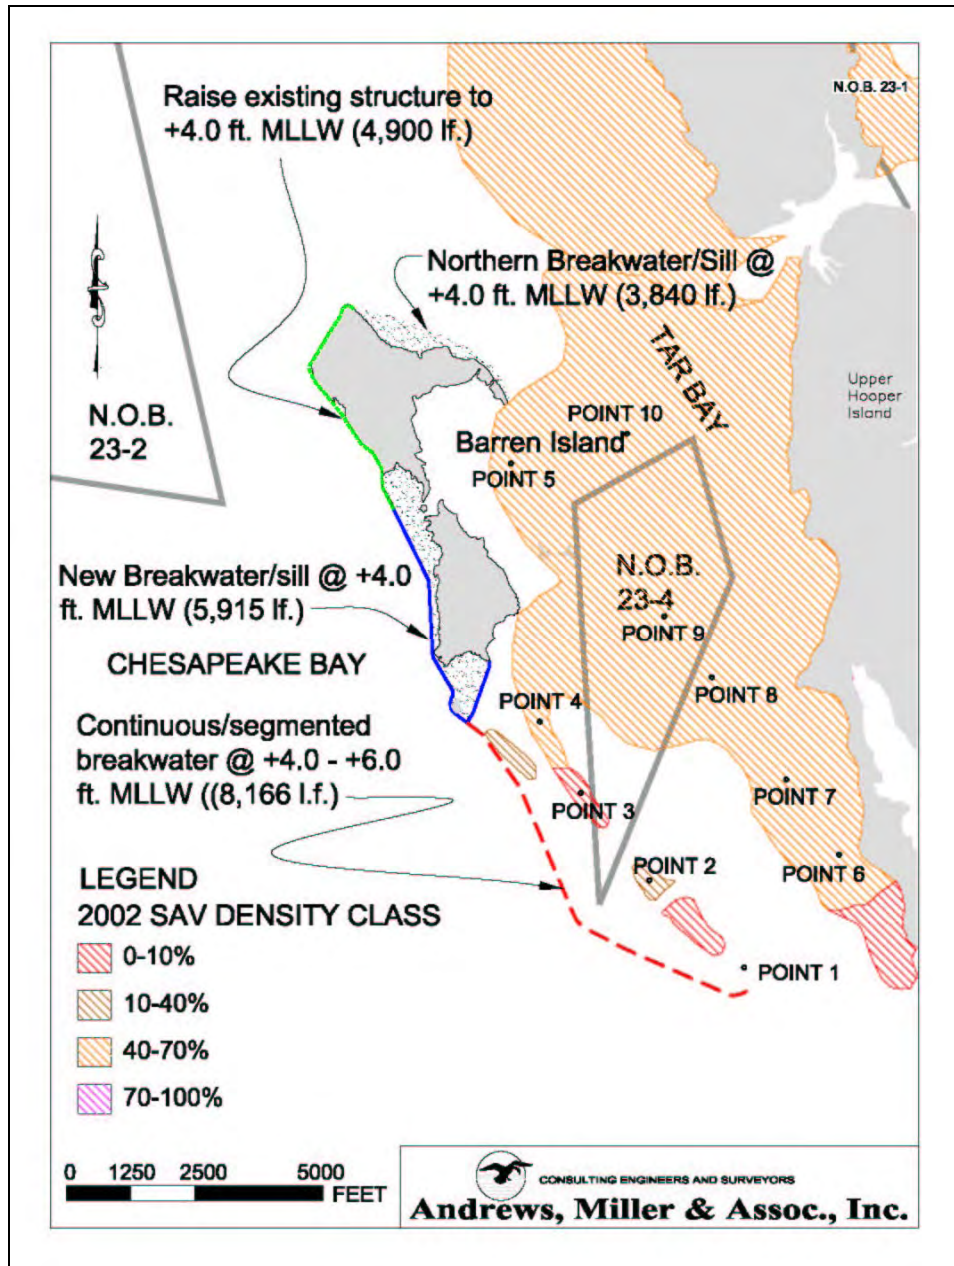 Raise existing structure to
+4.0 ft. MLLW (4,900 lf.)
N.O.B. 23-1
Northern Breakwater/Sill @
+4.0 ft. MLLW (3,840 lf.)
TAR BAY
Upper
Hooper
Island
N.O.B.
23-2
POINT 10
Barren Island
POINT 5
New Breakwater/sill @ +4.0
ft. MLLW (5,915 lf.)
N.O.B.
23-4
POINT 9
CHESAPEAKE BAY
POINT 8
POINT 4
Continuous/segmented
breakwater @ +4.0 - +6.0
ft. MLLW ((8,166 l.f.)
POINT 3
POINT 7
POINT 2
POINT 6
POINT 1
LEGEND
2002 SAV DENSITY CLASS
0-10%
10-40%
40-70%
70-100%
0 1250 2500 5000
FEET
CONSULTING ENGINEERS AND SURVEYORS
Andrews, Miller & Assoc., Inc.